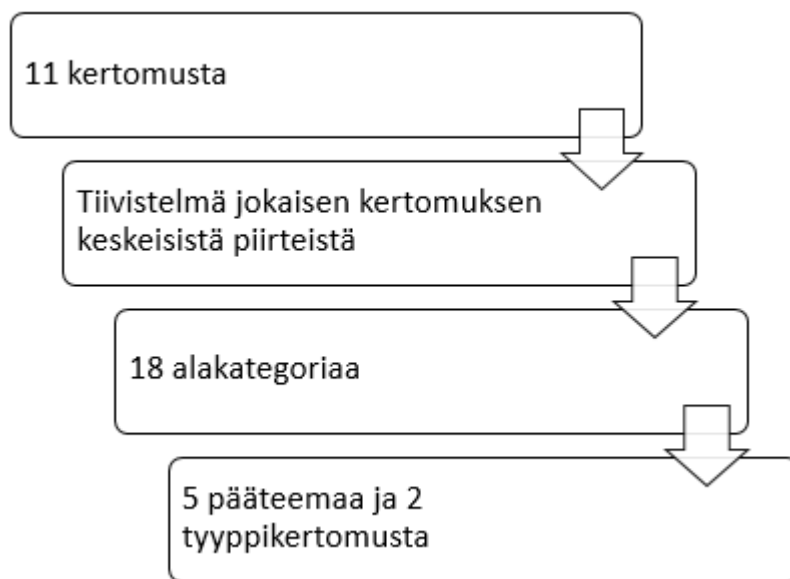 11 kertomusta
Tiivistelmä jokaisen kertomuksen
keskeisistä piirteistä
18 alakategoriaa
5 pääteemaa ja 2
tyyppikertomusta